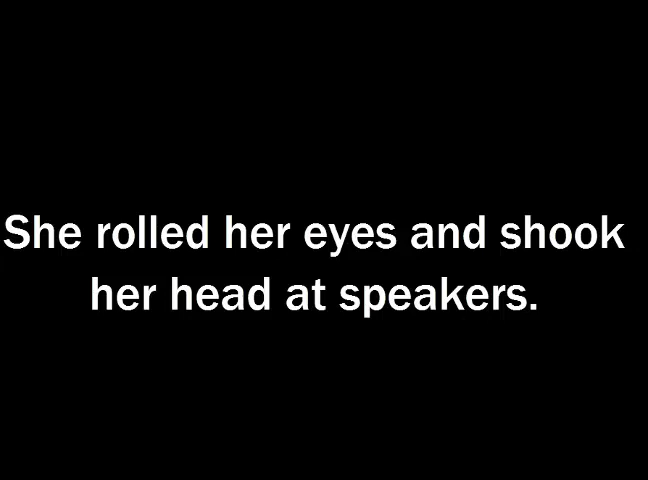 She rolled her eyes and shook
her head at speakers.